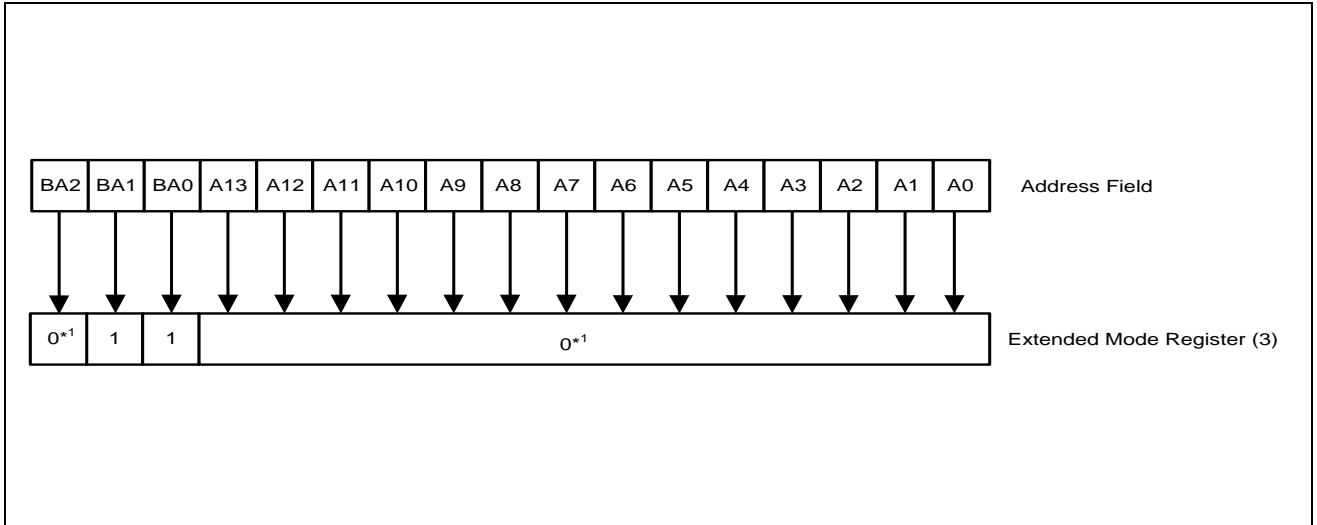 BA2 BA1 BA0 A13 A12 A11 A10 A9 A8 A7 A6 A5 A4 A3 A2 A1 A0 Address Field
0*1 1 1 0*1 Extended Mode Register (3)